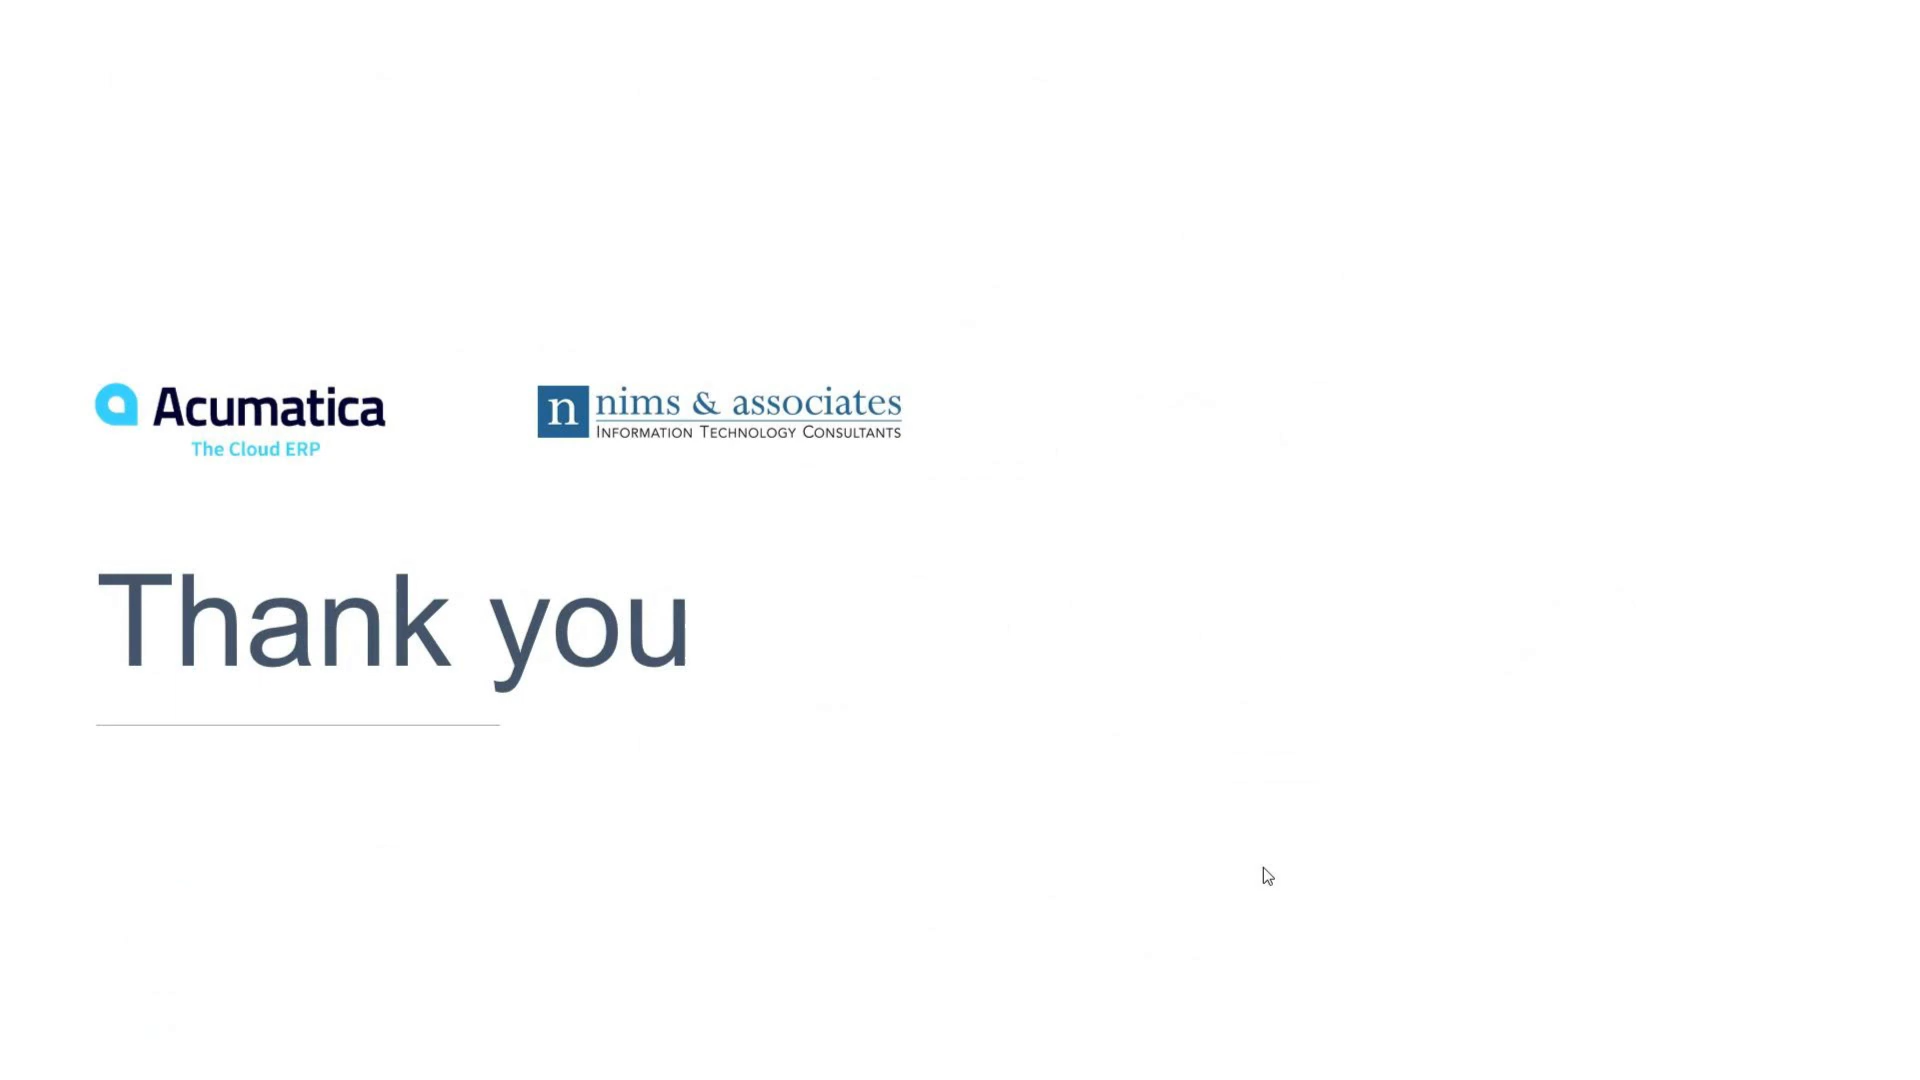 Acumatica
The Cloud ERP
n nims & associates
INFORMATION TECHNOLOGY CONSULTANTS
Thank you